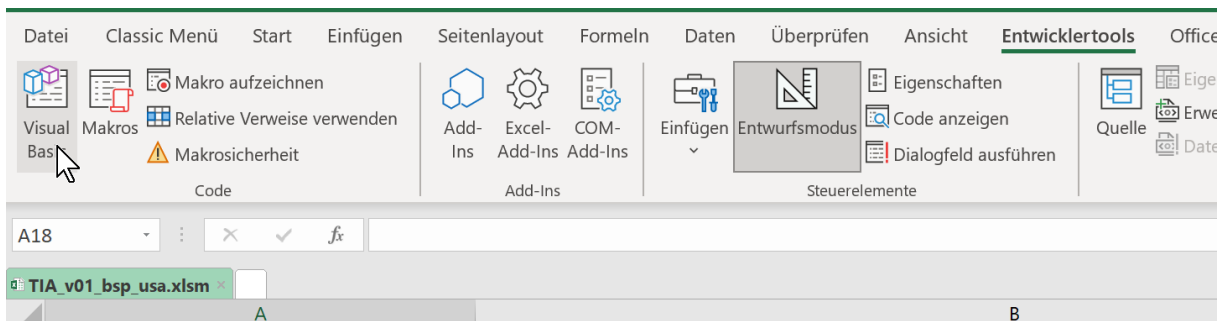 Datei Classic Menü Start Einfügen Seitenlayout Formeln Daten Überprüfen Ansicht Entwicklertools Office
Visual
Makros
Makro aufzeichnen
Relative Verweise verwenden
Makrosicherheit
Code
Add-
Ins
Excel-
Add-Ins
COM-
Add-Ins
Add-Ins
Einfügen
Entwurfsmodus
Eigenschaften
Code anzeigen
Dialogfeld ausführen
Steuerelemente
Quelle
A18
fx
TIA_v01_bsp_usa.xlsm
A B